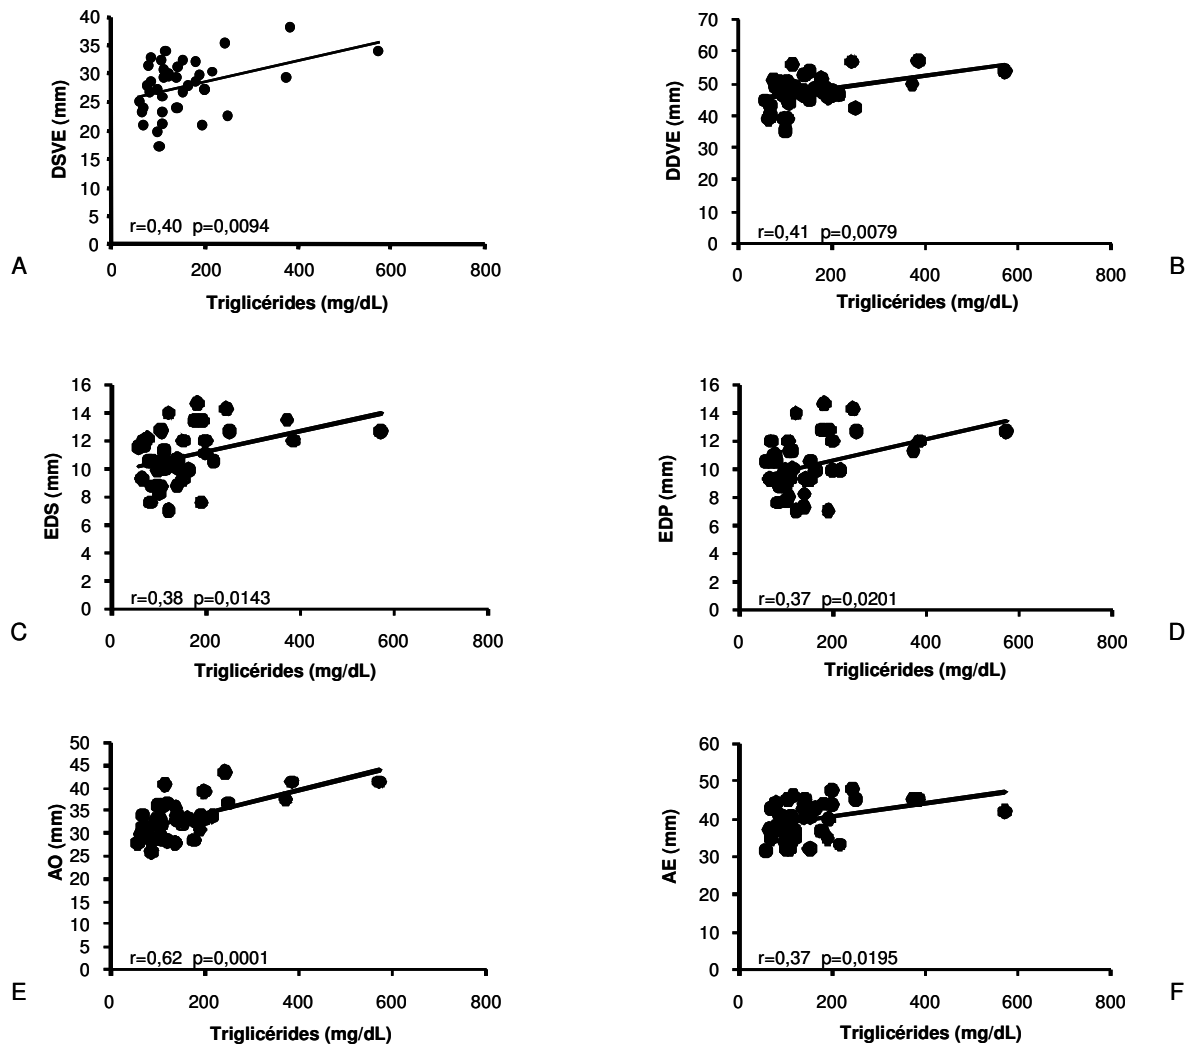 40
35
30
25
20
15
10
5
0
DSVE (mm)
r=0,40 p=0,0094
0 200 400 600 800
Triglicérides (mg/dL)
A
70
60
50
40
30
20
10
0
DDVE (mm)
r=0,41 p=0,0079
0 200 400 600 800
Triglicérides (mg/dL)
B
16
14
12
10
8
6
4
2
0
EDS (mm)
r=0,38 p=0,0143
0 200 400 600 800
Triglicérides (mg/dL)
C
16
14
12
10
8
6
4
2
0
EDP (mm)
r=0,37 p=0,0201
0 200 400 600 800
Triglicérides (mg/dL)
D
50
45
40
35
30
25
20
15
10
5
0
AO (mm)
r=0,62 p=0,0001
0 200 400 600 800
Triglicérides (mg/dL)
E
60
50
40
30
20
10
0
AE (mm)
r=0,37 p=0,0195
0 200 400 600 800
Triglicérides (mg/dL)
F